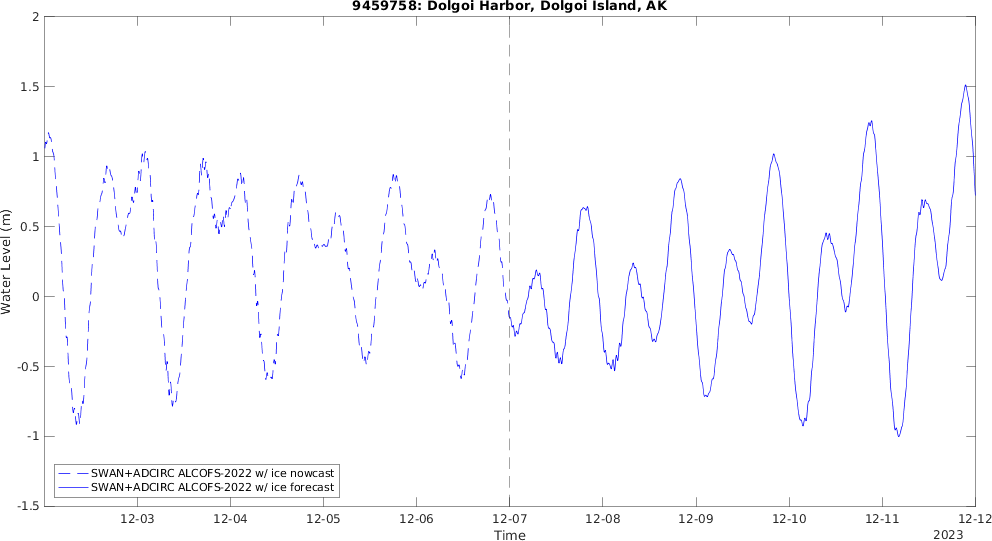 9459758: Dolgoi Harbor, Dolgoi Island, AK
2
1.5
1
0.5
0
-0.5
-1
-1.5
Water Level (m)
SWAN+ADCIRC ALCOFS-2022 w/ ice nowcast
SWAN+ADCIRC ALCOFS-2022 w/ ice forecast
12-03 12-04 12-05 12-06 12-07 12-08 12-09 12-10 12-11 12-12
Time
2023